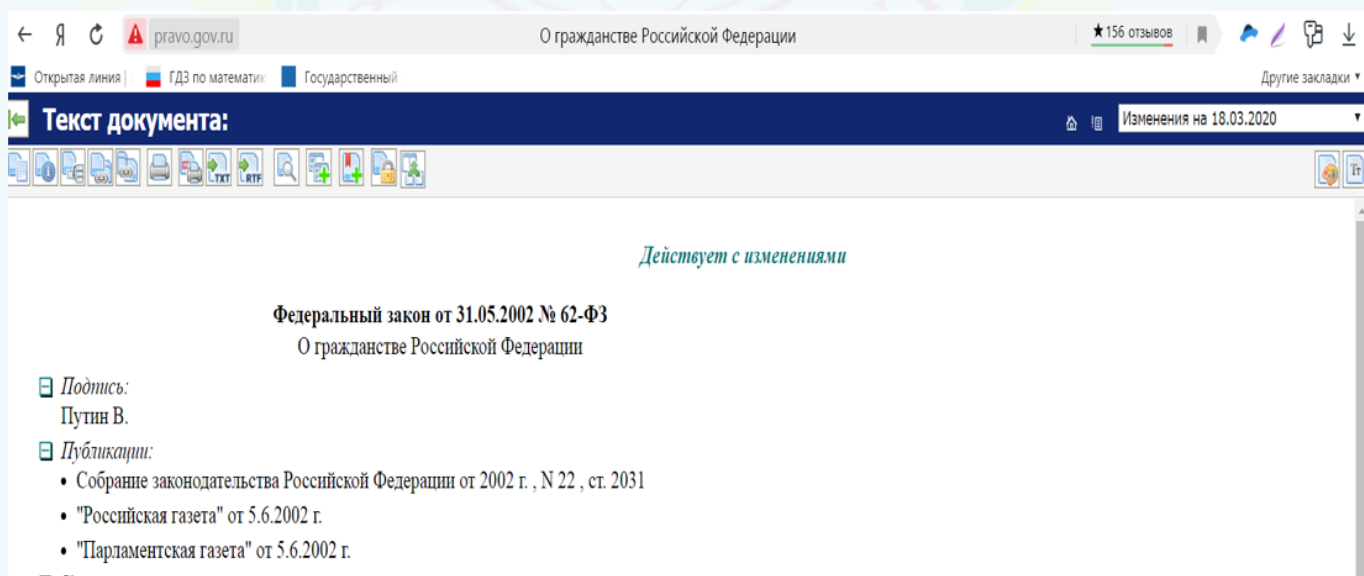 Я pravo.gov.ru О гражданстве Российской Федерации ★156 отзывов
Открытая линия | ГДЗ по математик Государственный Другие закладки
Текст документа: Изменения на 18.03.2020
TXT RTF Tт
Действует с изменениями
Федеральный закон от 31.05.2002 № 62-ФЗ
О гражданстве Российской Федерации
Подпись:
Путин В.
Публикации:
• Собрание законодательства Российской Федерации от 2002 г. , N 22 , ст. 2031
• "Российская газета" от 5.6.2002 г.
• "Парламентская газета" от 5.6.2002 г.